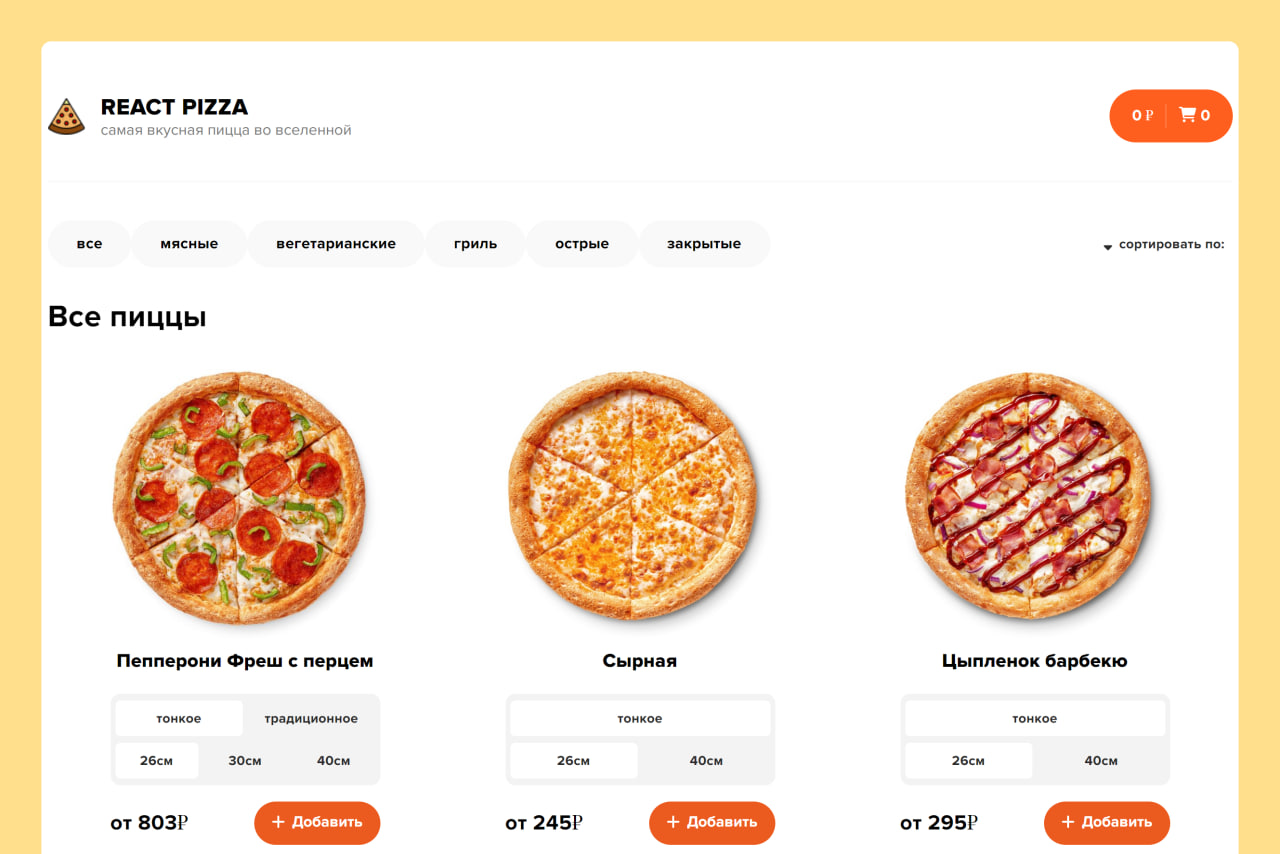 REACT PIZZA
самая вкусная пицца во вселенной
0 ₽ 0
все мясные вегетарианские гриль острые закрытые сортировать по:
Все пиццы
Пепперони Фреш с перцем Сырная Цыпленок барбекю
тонкое традиционное тонкое тонкое
26см 30см 40см 26см 40см 26см 40см
от 803₽ + Добавить от 245₽ + Добавить от 295₽ + Добавить